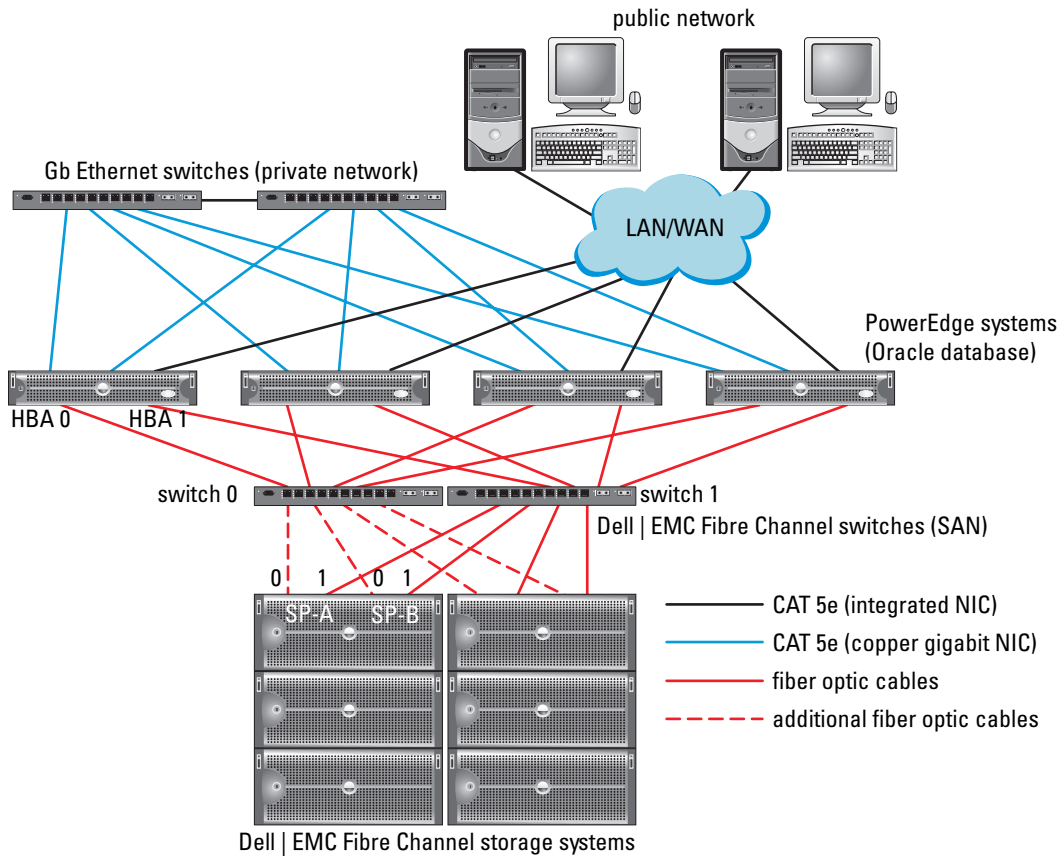 public network
Gb Ethernet switches (private network)
LAN/WAN
PowerEdge systems
(Oracle database)
HBA 0
HBA 1
switch 0
switch 1
Dell | EMC Fibre Channel switches (SAN)
0 1 0 1
SP-A SP-B
CAT 5e (integrated NIC)
CAT 5e (copper gigabit NIC)
fiber optic cables
additional fiber optic cables
Dell | EMC Fibre Channel storage systems